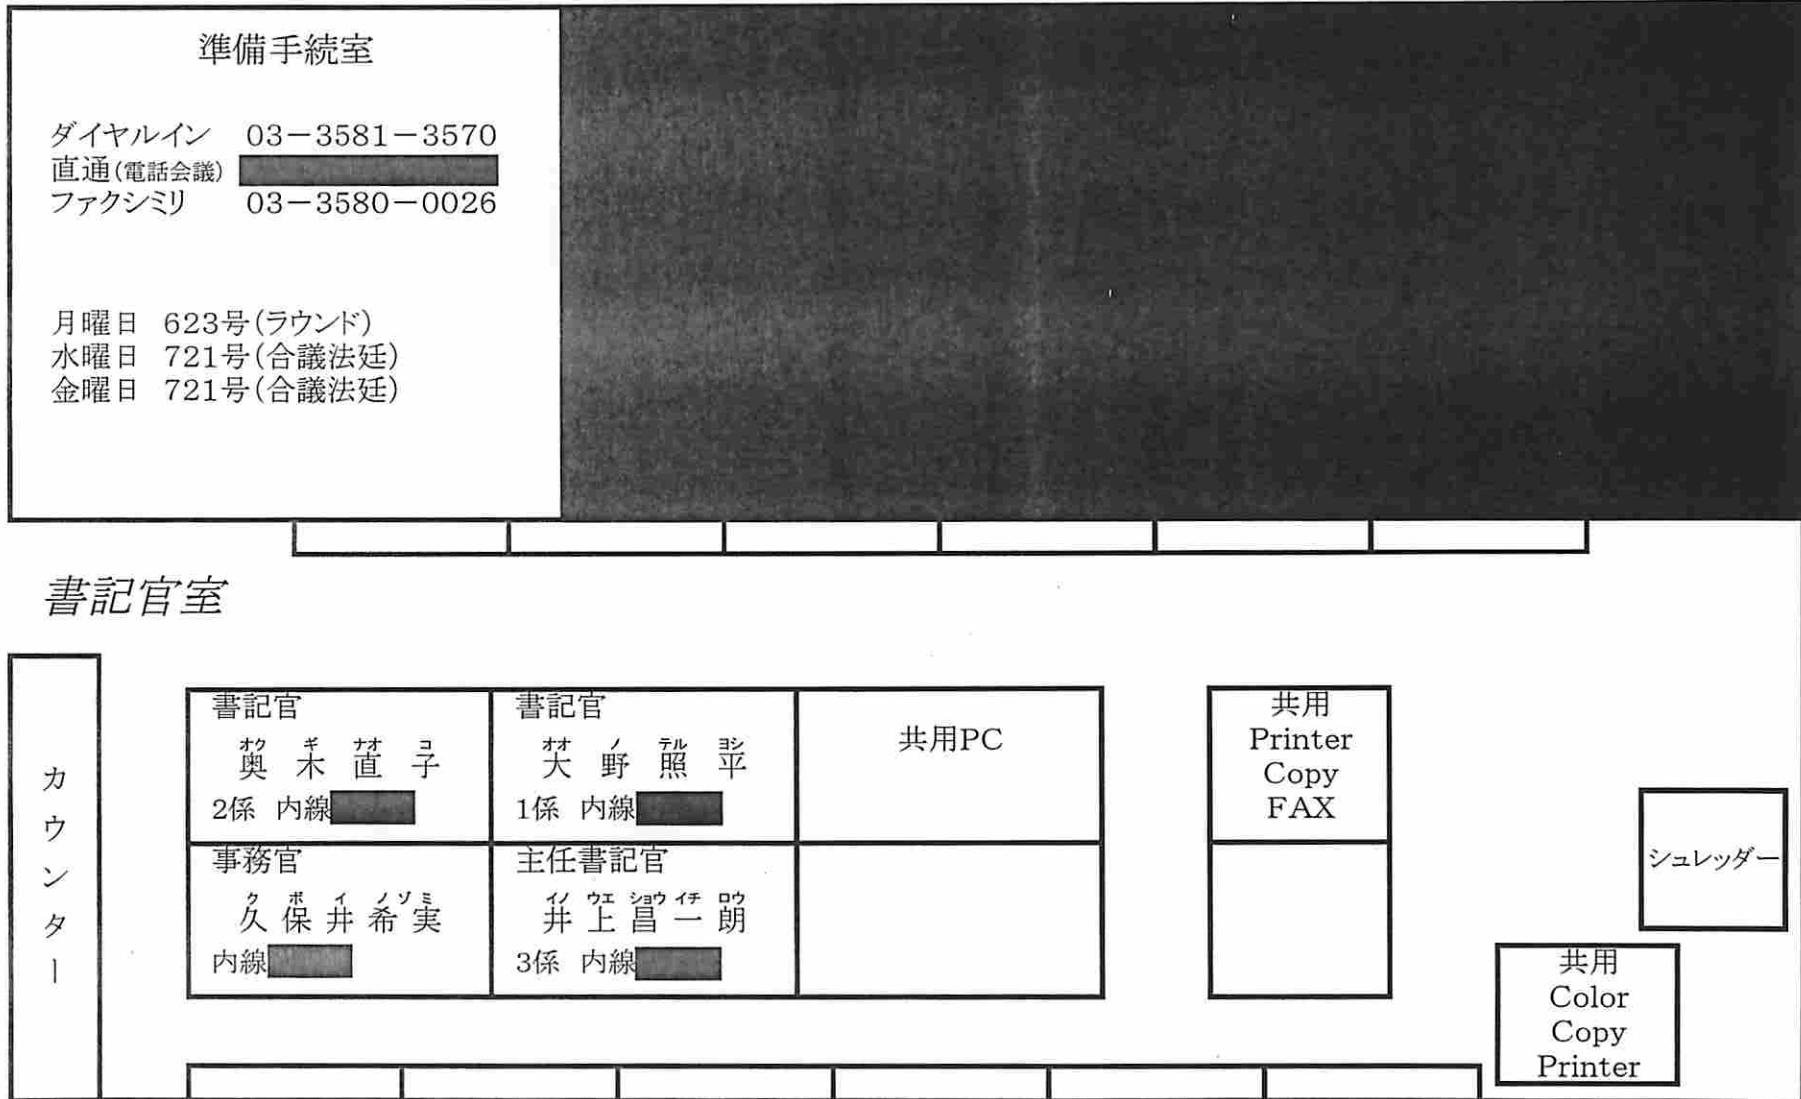 準備手続室
ダイヤルイン 03－3581－3570
直通(電話会議)
ファクシミリ 03－3580－0026
月曜日 623号(ラウンド)
水曜日 721号(合議法廷)
金曜日 721号(合議法廷)
書記官室
カウンター
書記官
オク ギ ナオ コ
奥 木 直 子
2係 内線
書記官
オオ ノ テル ヨシ
大 野 照 平
1係 内線
共用PC
事務官
ク ボ イ ノゾミ
久保井希実
内線
主任書記官
イノ ウエ ショウ イチ ロウ
井上昌一朗
3係 内線
共用
Printer
Copy
FAX
シュレッダー
共用
Color
Copy
Printer